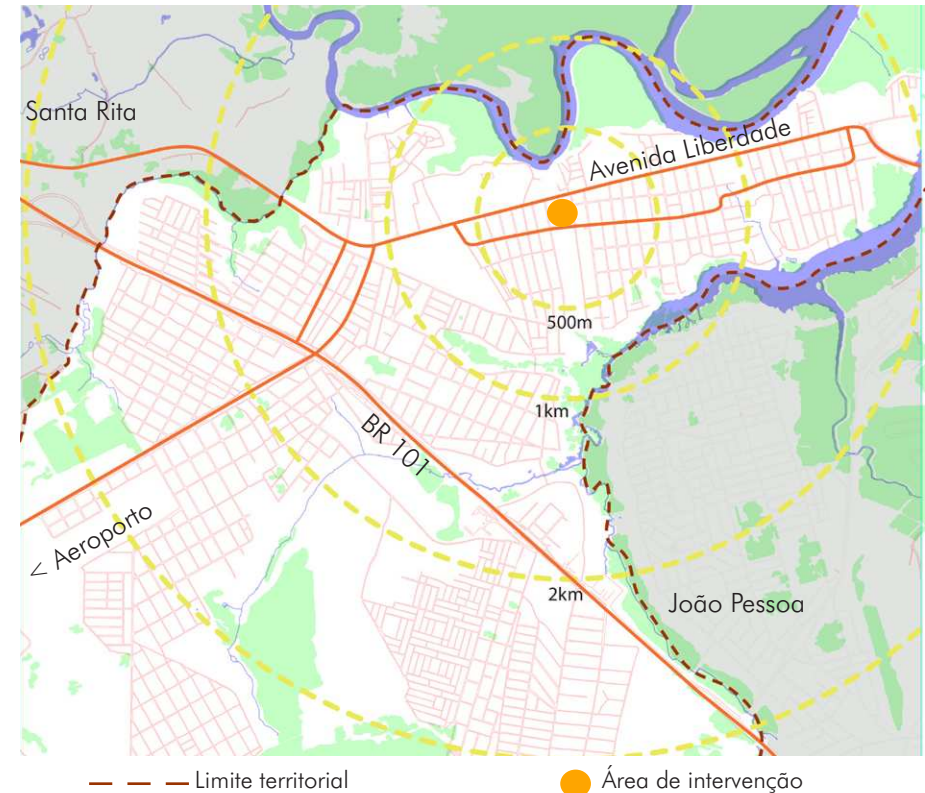 Santa Rita
Avenida Liberdade
500m
1km
BR 101
< Aeroporto
2km
João Pessoa
Limite territorial
Área de intervenção